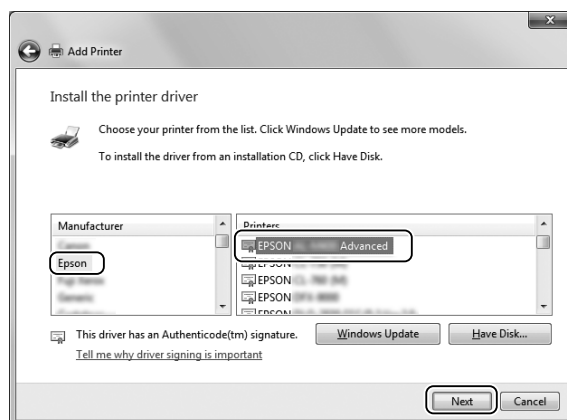 Add Printer
Install the printer driver
Choose your printer from the list. Click Windows Update to see more models.
To install the driver from an installation CD, click Have Disk.
Manufacturer
Printers
Epson
EPSON Advanced
EPSON
EPSON
EPSON
This driver has an Authenticode(tm) signature.
Windows Update
Have Disk...
Tell me why driver signing is important
Next
Cancel